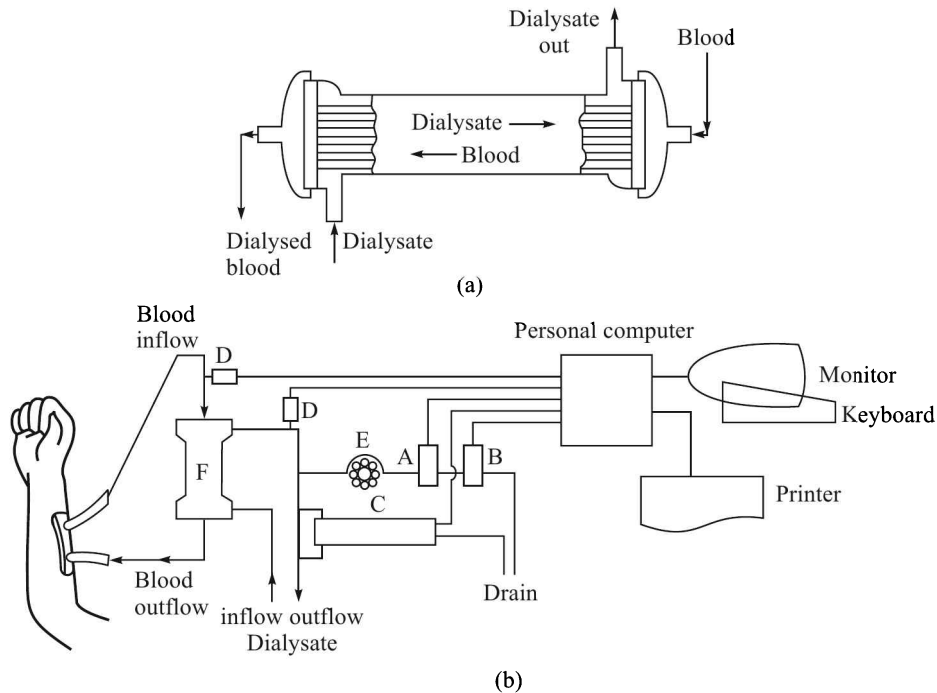 Dialysate
out
Blood
Dialysate
Blood
Dialysed
blood
Dialysate
(a)
Blood
inflow
D
Personal computer
Monitor
Keyboard
D
E
A
B
F
C
Printer
Blood
outflow
Drain
inflow outflow
Dialysate
(b)